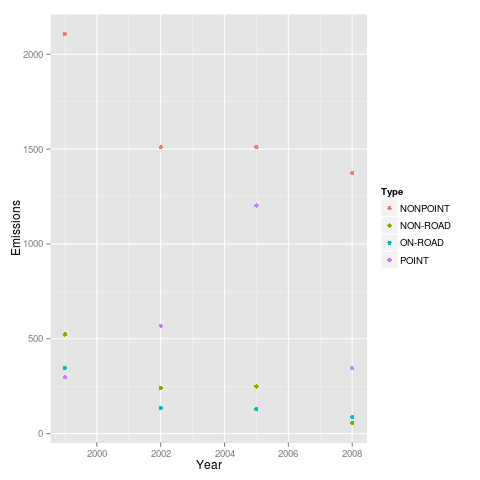 2000
1500
1000
500
0
Emissions
2000
2002
2004
2006
2008
Year
Type
NONPOINT
NON-ROAD
ON-ROAD
POINT